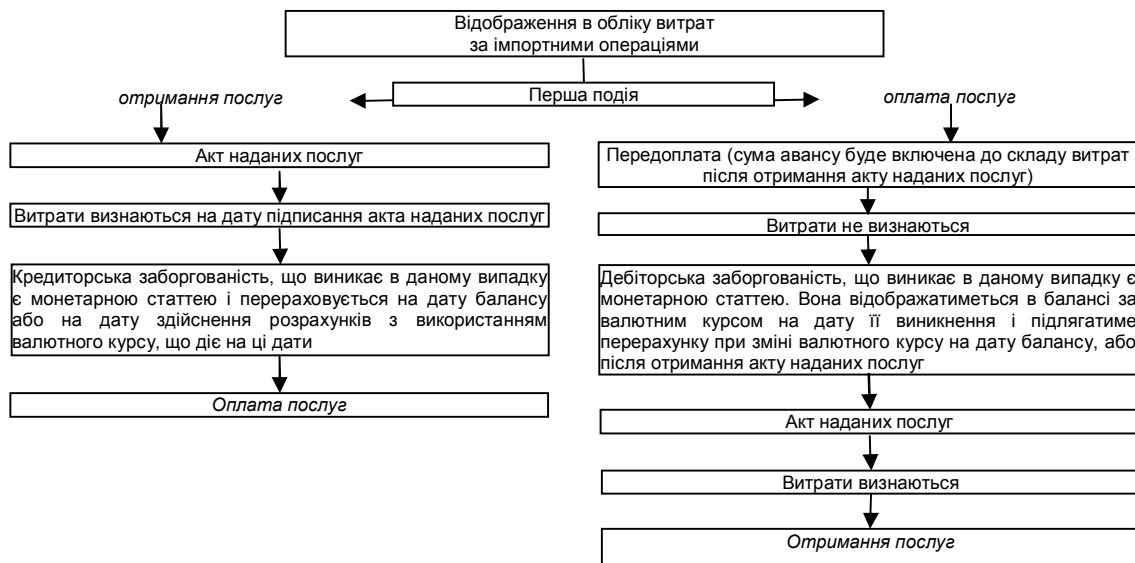 Відображення в обліку витрат
за імпортними операціями
Перша подія
отримання послуг
оплата послуг
Акт наданих послуг
Витрати визнаються на дату підписання акта наданих послуг
Кредиторська заборгованість, що виникає в даному випадку
є монетарною статтею і перераховується на дату балансу
або на дату здійснення розрахунків з використанням
валютного курсу, що діє на ці дати
Оплата послуг
Передоплата (сума авансу буде включена до складу витрат
після отримання акту наданих послуг)
Витрати не визнаються
Дебіторська заборгованість, що виникає в даному випадку є
монетарною статтею. Вона відображатиметься в балансі за
валютним курсом на дату її виникнення і підлягатиме
перерахунку при зміні валютного курсу на дату балансу, або
після отримання акту наданих послуг
Акт наданих послуг
Витрати визнаються
Отримання послуг